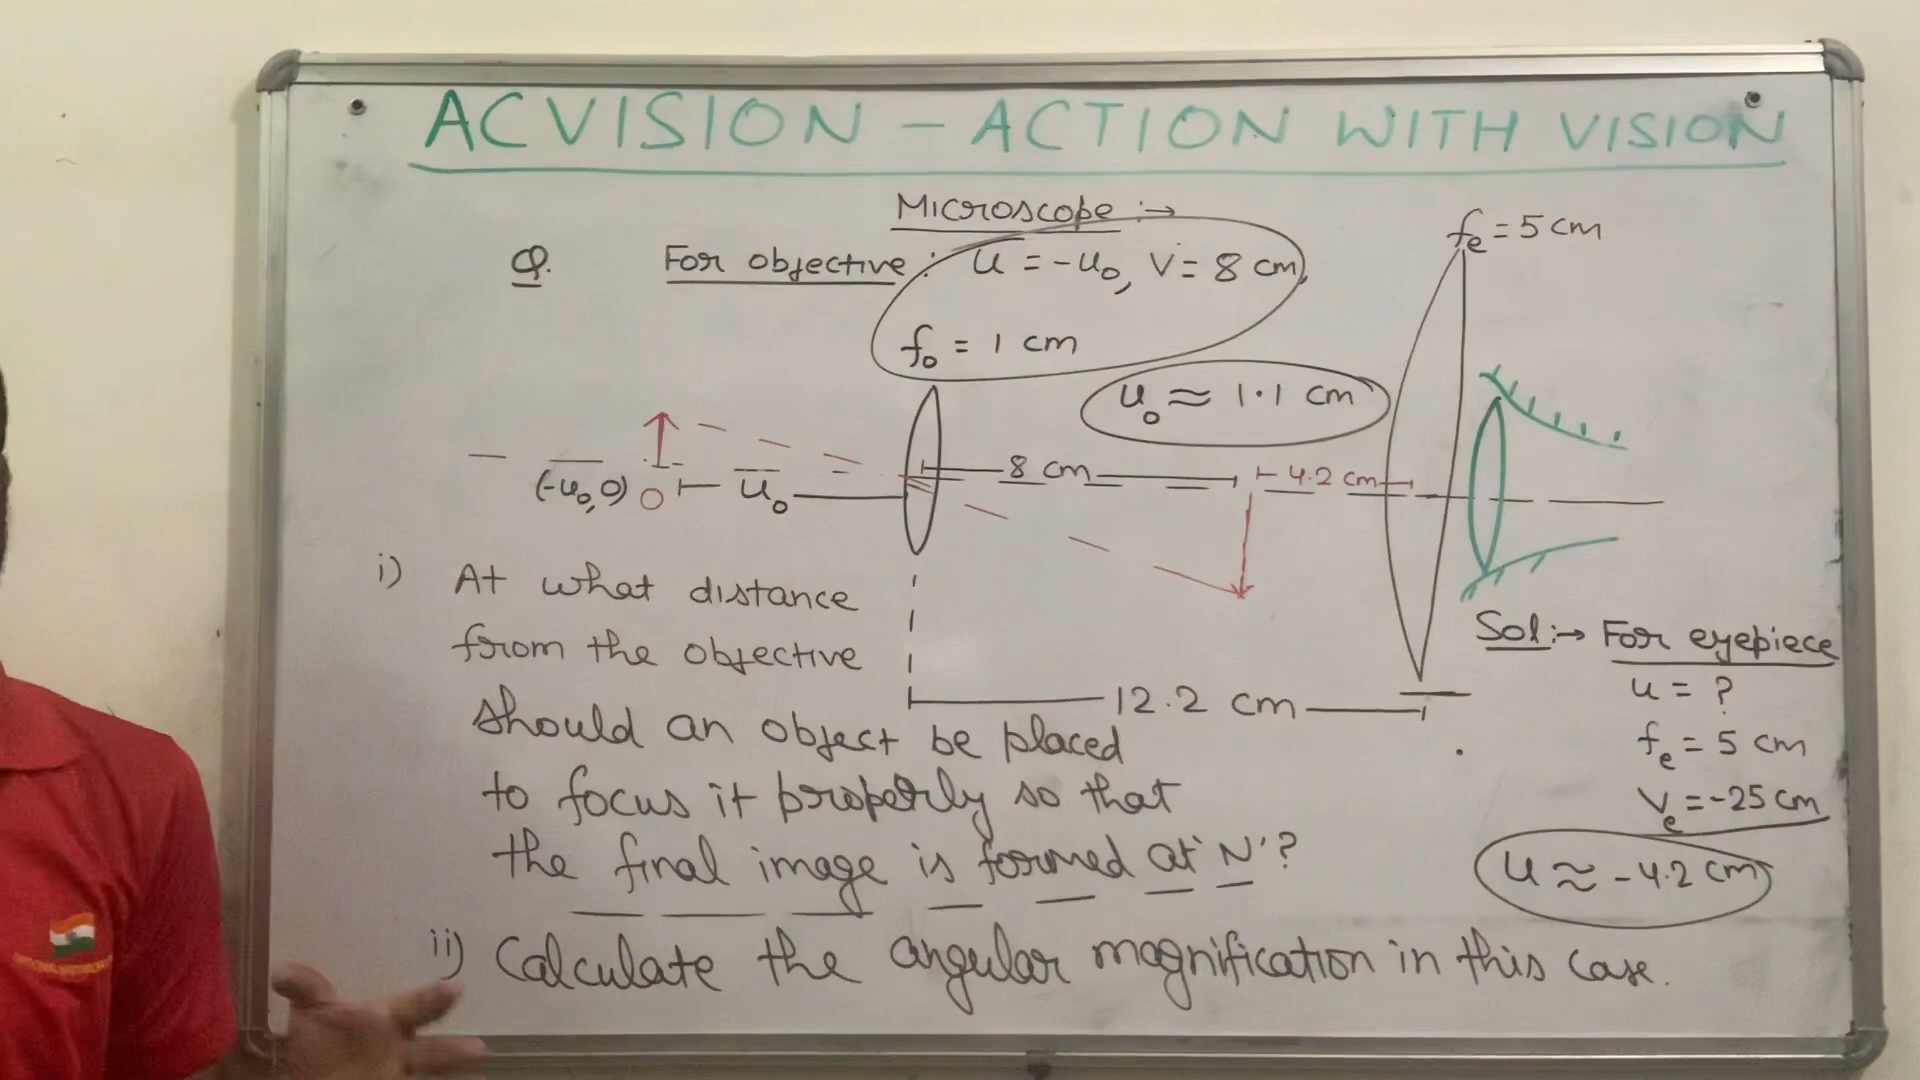 ACVISION – ACTION WITH VISION
Microscope :→
Q. For objective : u = -u₀, v = 8 cm,
f₀ = 1 cm
fₑ = 5 cm
u₀ ≈ 1.1 cm
(-u₀,0) O u₀ 8 cm 4.2 cm
12.2 cm
i) At what distance
from the objective
should an object be placed
to focus it properly so that
the final image is formed at 'N'?
ii) Calculate the angular magnification in this case.
Sol :→ For eyepiece
u = ?
fₑ = 5 cm
vₑ = -25 cm
u ≈ -4.2 cm